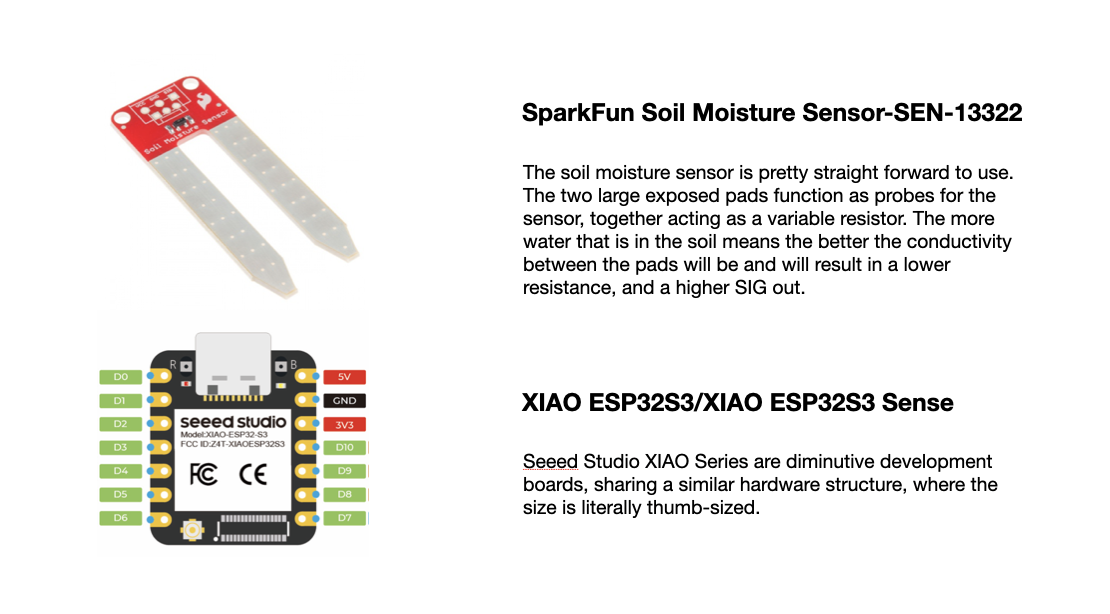 SparkFun Soil Moisture Sensor-SEN-13322
The soil moisture sensor is pretty straight forward to use.
The two large exposed pads function as probes for the
sensor, together acting as a variable resistor. The more
water that is in the soil means the better the conductivity
between the pads will be and will result in a lower
resistance, and a higher SIG out.
Soil Moisture Sensor
XIAO ESP32S3/XIAO ESP32S3 Sense
Seeed Studio XIAO Series are diminutive development
boards, sharing a similar hardware structure, where the
size is literally thumb-sized.
R
B
D0
5V
D1
GND
D2
3V3
D3
D10
D4
D9
D5
D8
D6
D7
seeed studio
Model:XIAO-ESP32-S3
FCC ID:Z4T-XIAOESP32S3
FC CE